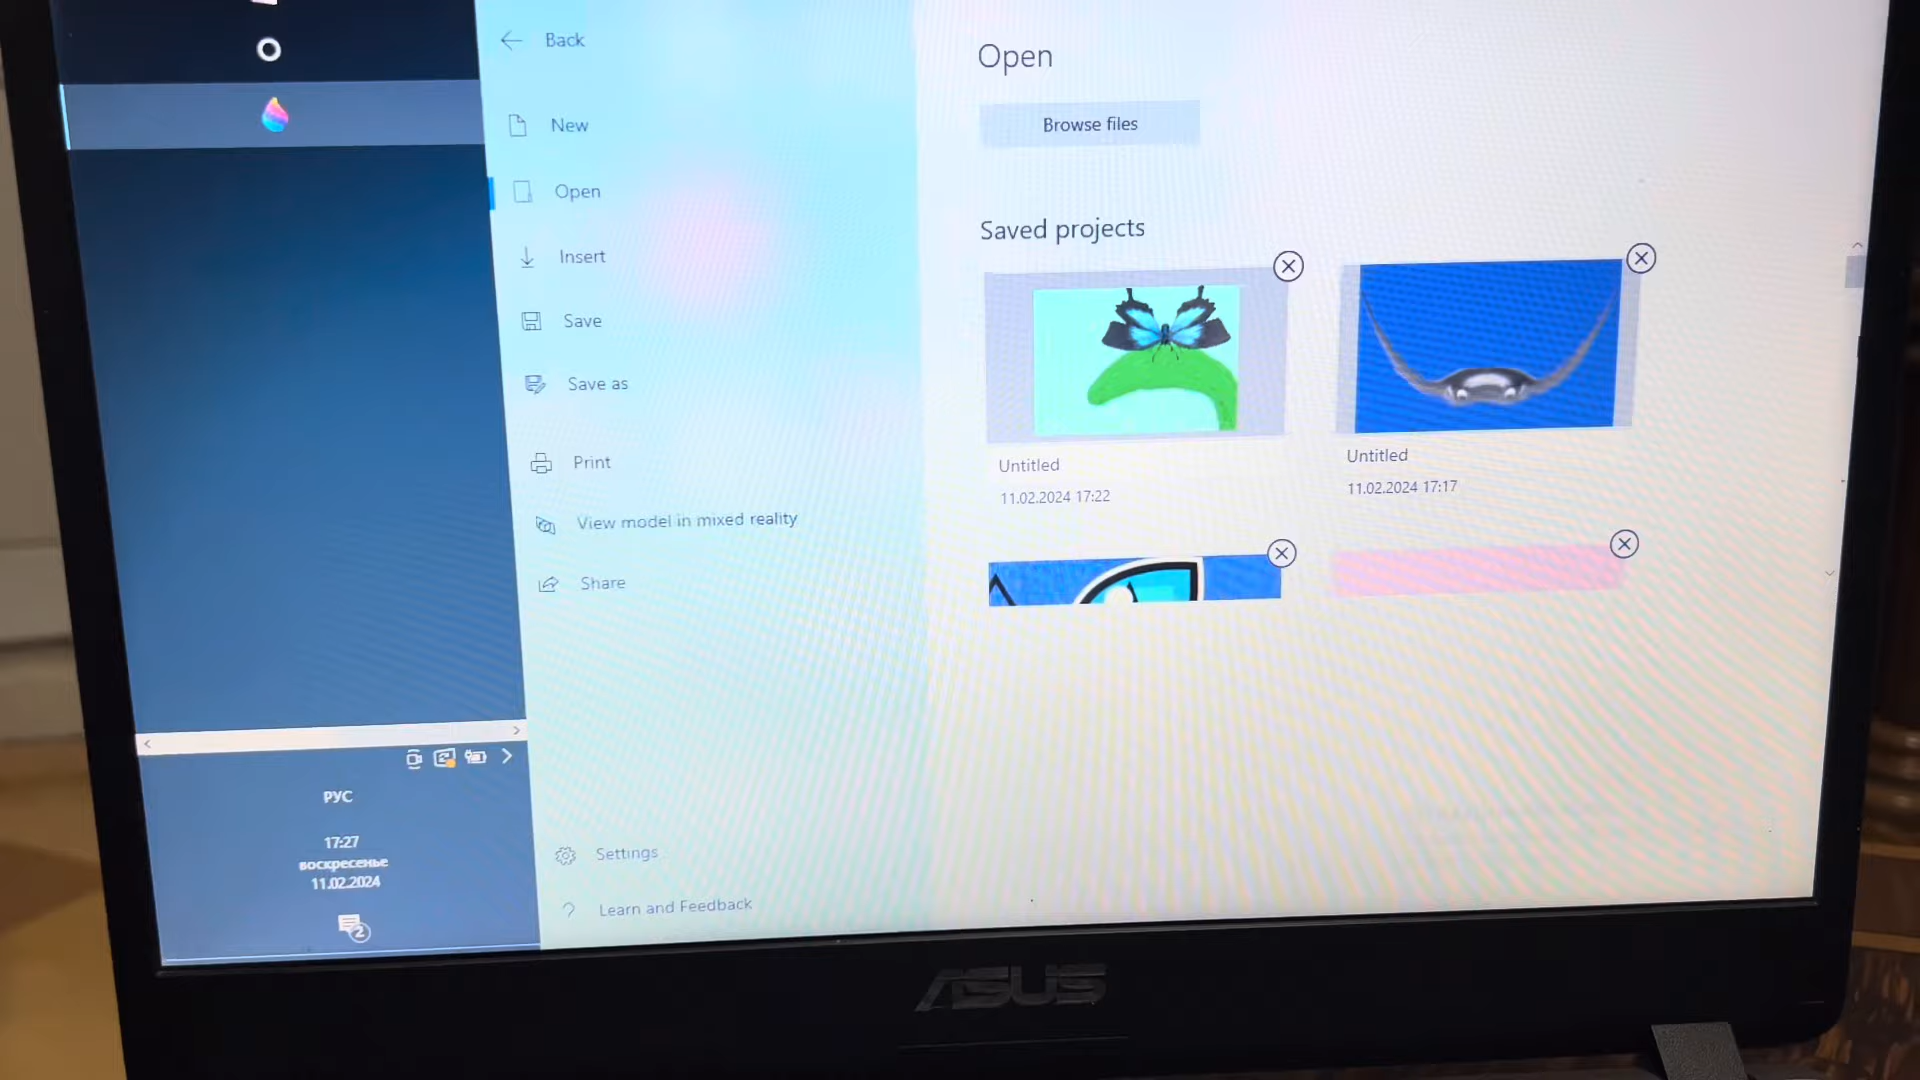 Back
New
Open
Insert
Save
Save as
Print
View model in mixed reality
Share
Settings
Learn and Feedback
Open
Browse files
Saved projects
Untitled
11.02.2024 17:22
Untitled
11.02.2024 17:17
РУС
17:27
воскресенье
11.02.2024
2
ASUS